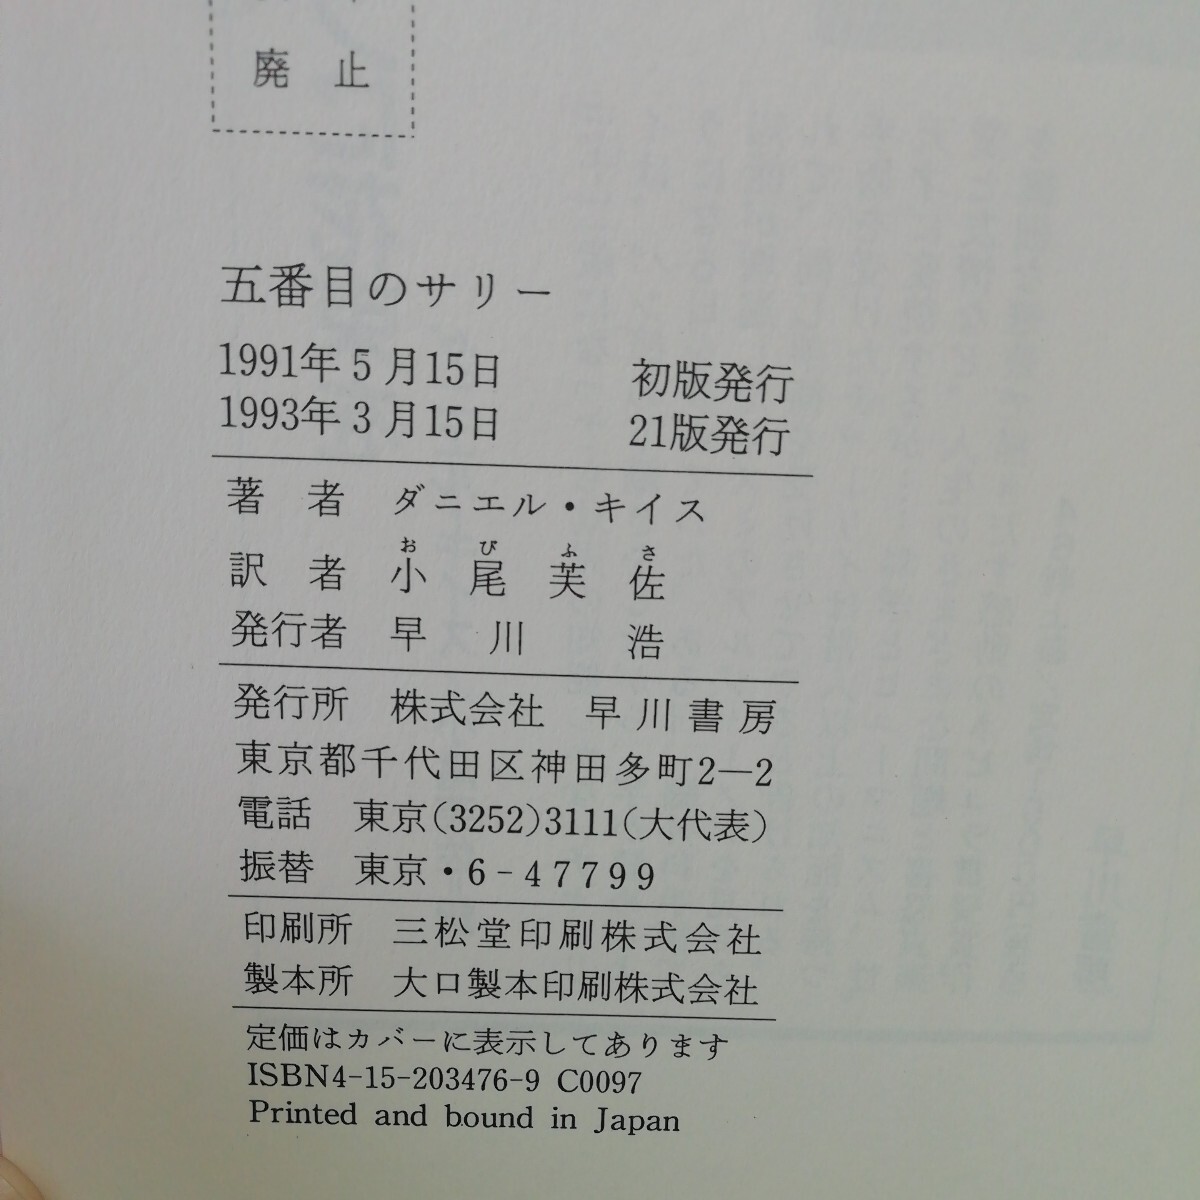 廃止
五番目のサリー
1991年5月15日 初版発行
1993年3月15日 21版発行
著者 ダニエル・キイス
おびふさ
訳者 小尾芙佐
発行者 早川 浩
発行所 株式会社 早川書房
東京都千代田区神田多町2—2
電話 東京(3252)3111(大代表)
振替 東京・6-47799
印刷所 三松堂印刷株式会社
製本所 大口製本印刷株式会社
定価はカバーに表示してあります
ISBN4-15-203476-9 C0097
Printed and bound in Japan